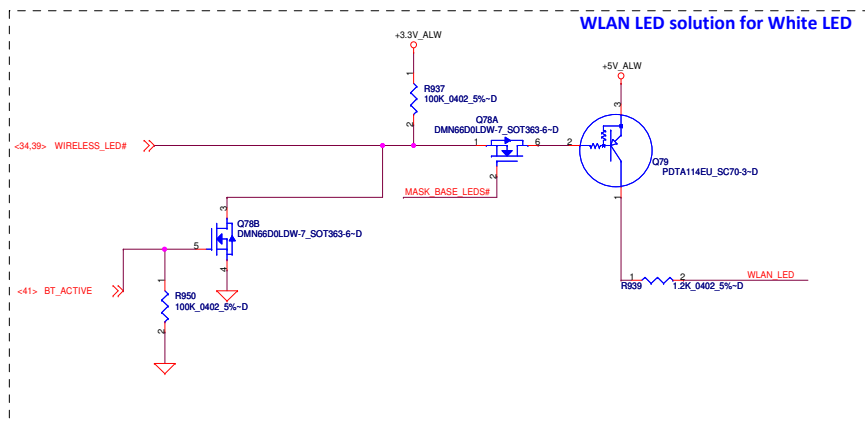 WLAN LED solution for White LED
+3.3V_ALW
+5V_ALW
1
R937
100K_0402_5%~D
2
3
Q78A
DMN66D0LDW-7_SOT363-6~D
<34,39> WIRELESS_LED#
1
6
2
2
Q79
PDTA114EU_SC70-3~D
MASK_BASE_LEDS#
1
3
Q78B
DMN66D0LDW-7_SOT363-6~D
5
4
WLAN_LED
1
2
R939
1.2K_0402_5%~D
<41> BT_ACTIVE
1
R950
100K_0402_5%~D
2